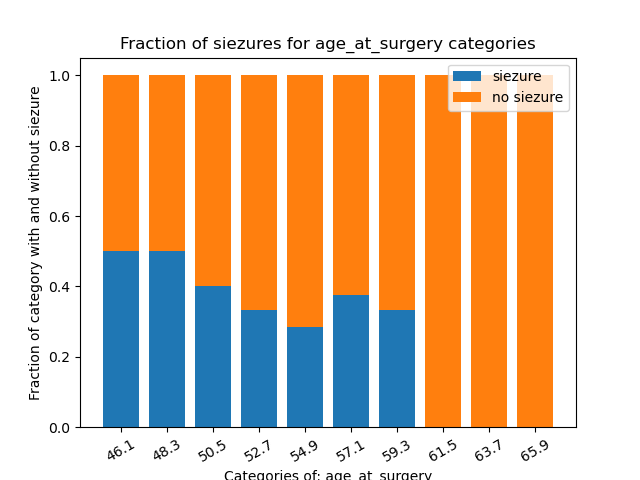 Fraction of siezures for age_at_surgery categories
siezure
no siezure
Fraction of category with and without siezure
1.0
0.8
0.6
0.4
0.2
0.0
46.1 48.3 50.5 52.7 54.9 57.1 59.3 61.5 63.7 65.9
Categories of: age_at_surgery